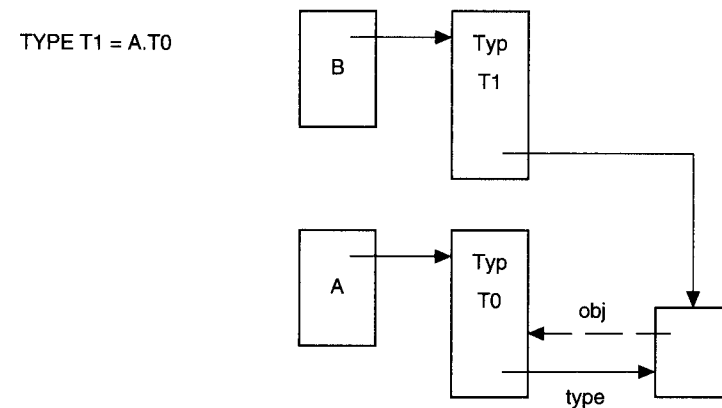 TYPE T1 = A.T0
B
Typ
T1
A
Typ
T0
obj
type